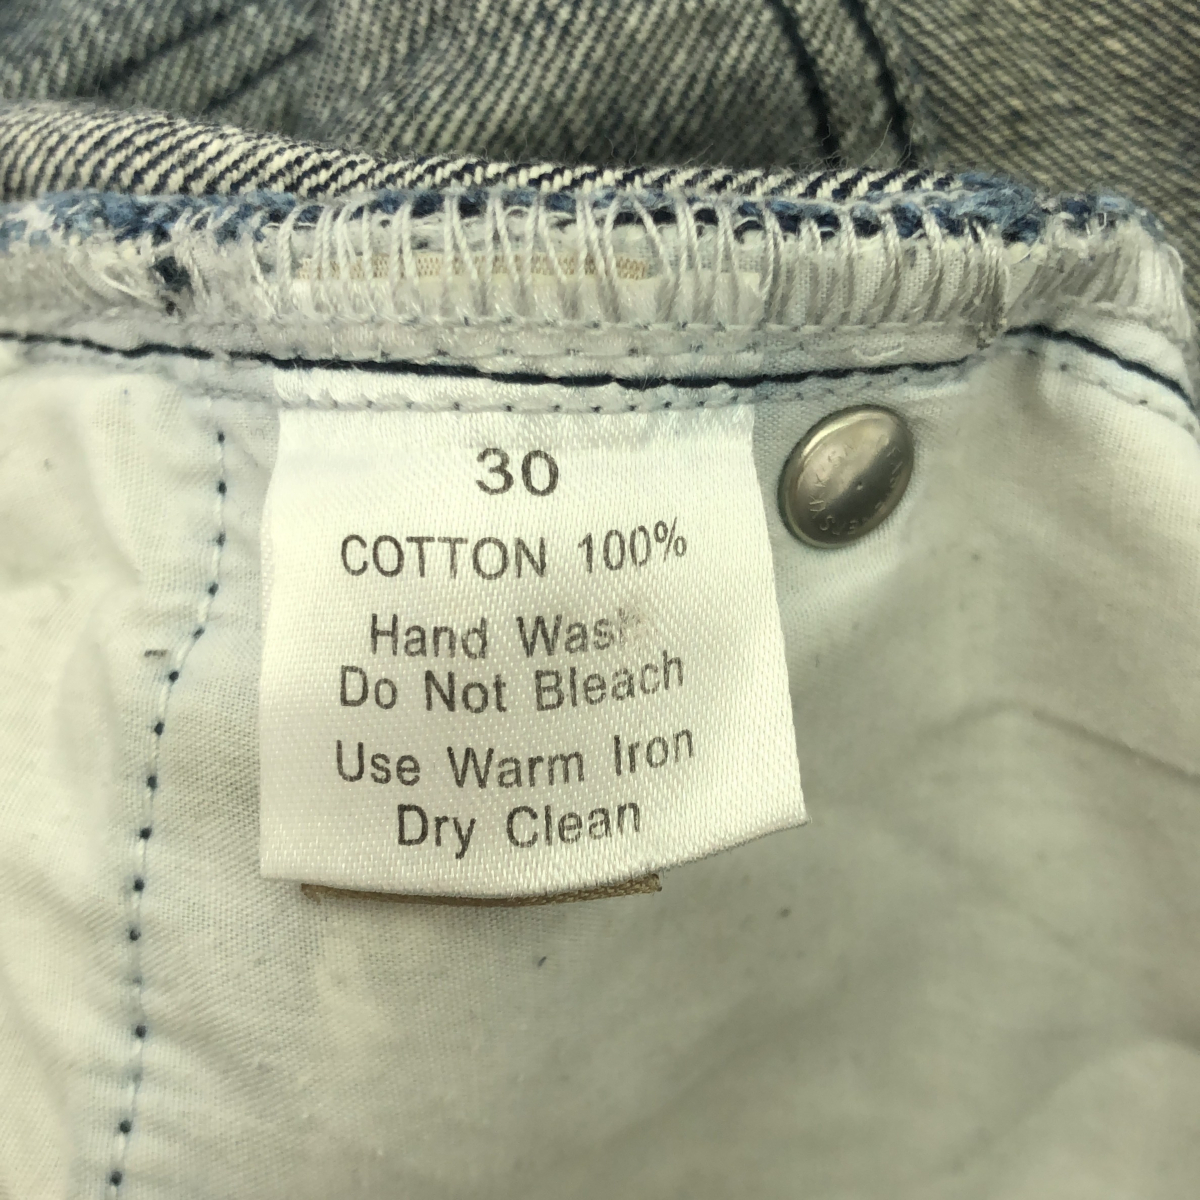 30
COTTON 100%
Hand Wash
Do Not Bleach
Use Warm Iron
Dry Clean